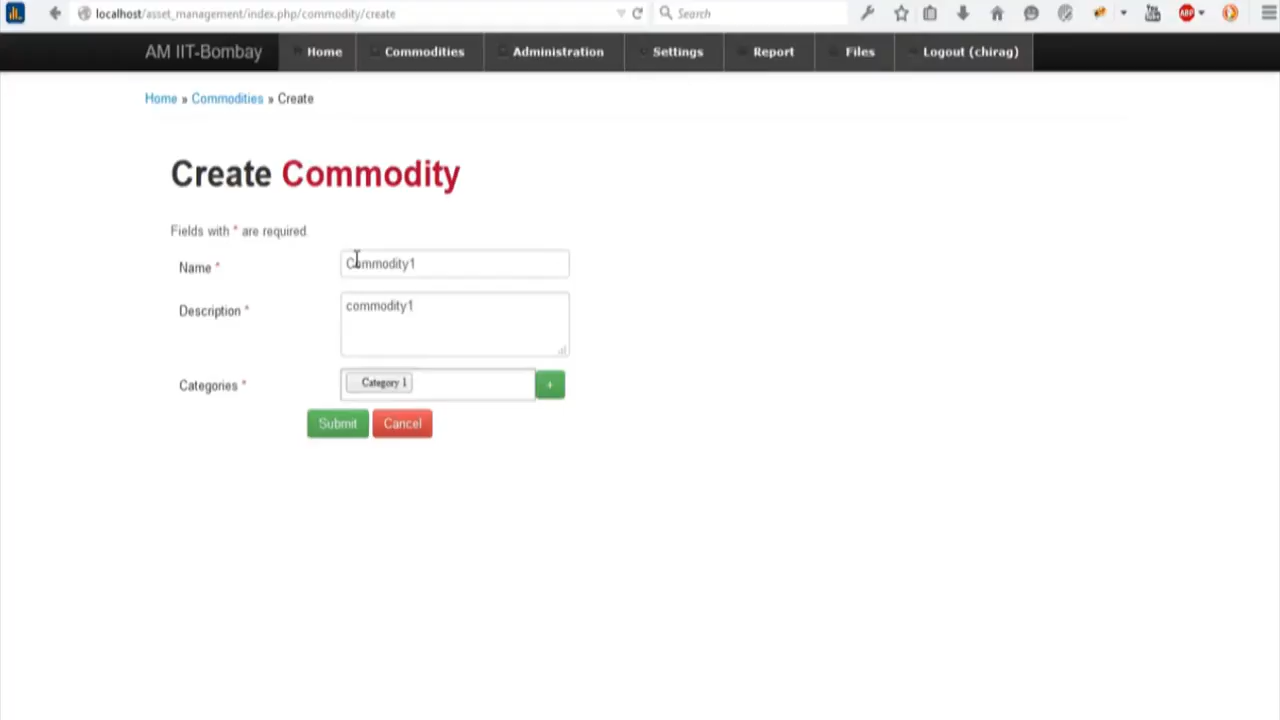 localhost/asset_management/index.php/commodity/create
Search
ABP
AM IIT-Bombay Home Commodities Administration Settings Report Files Logout (chirag)
Home » Commodities » Create
Create Commodity
Fields with * are required
Name * Commodity1
Description * commodity1
Categories * Category 1 +
Submit Cancel